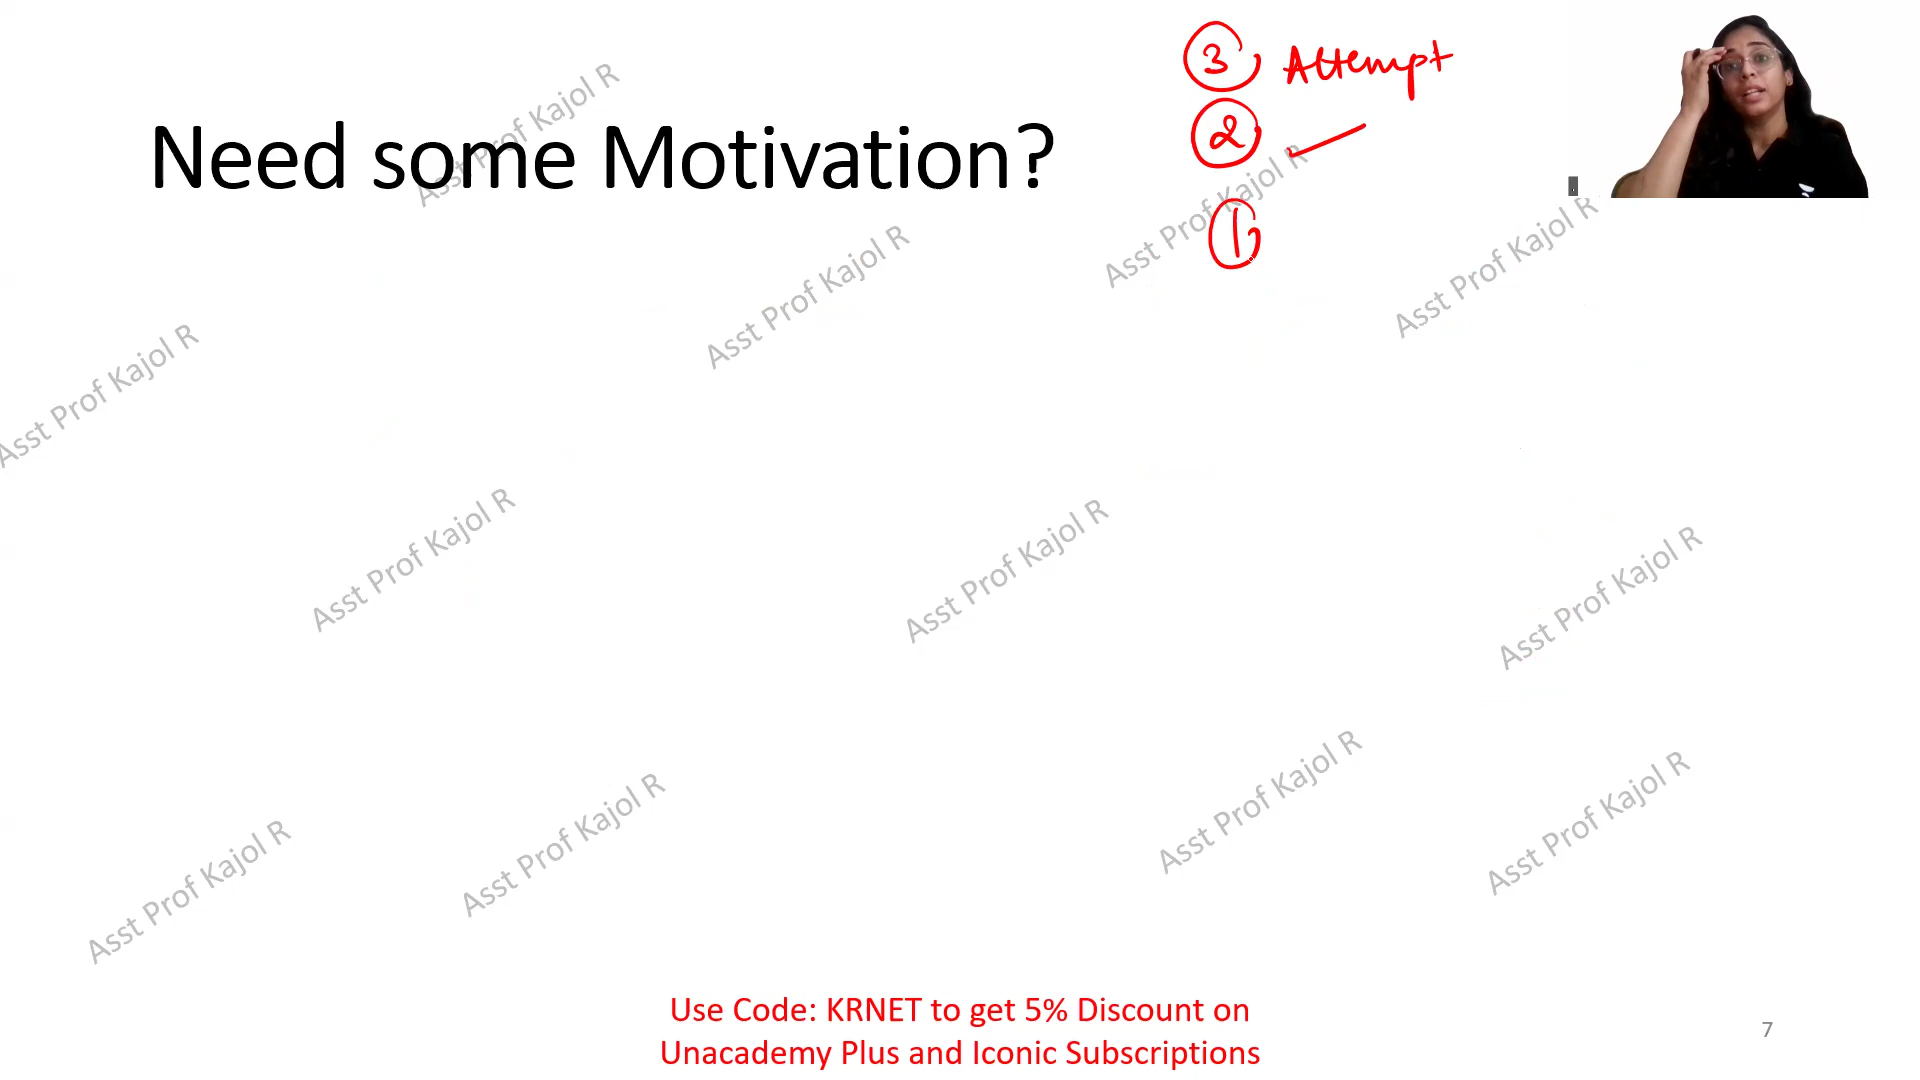 3 Attempt
Need some Motivation?
2
1
Asst Prof Kajol R
Asst Prof Kajol R
Asst Prof Kajol R
Asst Prof Kajol R
Asst Prof Kajol R
Asst Prof Kajol R
Asst Prof Kajol R
Asst Prof Kajol R
Asst Prof Kajol R
Asst Prof Kajol R
Asst Prof Kajol R
Asst Prof Kajol R
Use Code: KRNET to get 5% Discount on
Unacademy Plus and Iconic Subscriptions
7